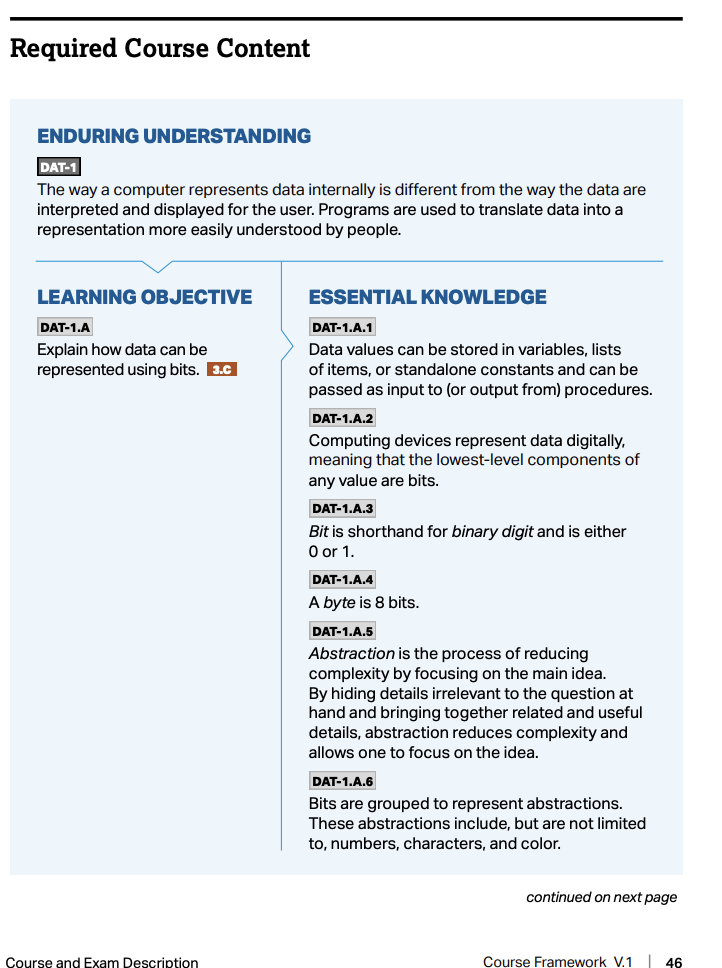 Required Course Content
ENDURING UNDERSTANDING
DAT-1
The way a computer represents data internally is different from the way the data are
interpreted and displayed for the user. Programs are used to translate data into a
representation more easily understood by people.
LEARNING OBJECTIVE
DAT-1.A
Explain how data can be
represented using bits. 3.C
ESSENTIAL KNOWLEDGE
DAT-1.A.1
Data values can be stored in variables, lists
of items, or standalone constants and can be
passed as input to (or output from) procedures.
DAT-1.A.2
Computing devices represent data digitally,
meaning that the lowest-level components of
any value are bits.
DAT-1.A.3
Bit is shorthand for binary digit and is either
0 or 1.
DAT-1.A.4
A byte is 8 bits.
DAT-1.A.5
Abstraction is the process of reducing
complexity by focusing on the main idea.
By hiding details irrelevant to the question at
hand and bringing together related and useful
details, abstraction reduces complexity and
allows one to focus on the idea.
DAT-1.A.6
Bits are grouped to represent abstractions.
These abstractions include, but are not limited
to, numbers, characters, and color.
continued on next page
Course and Exam Description
Course Framework V.1 | 46